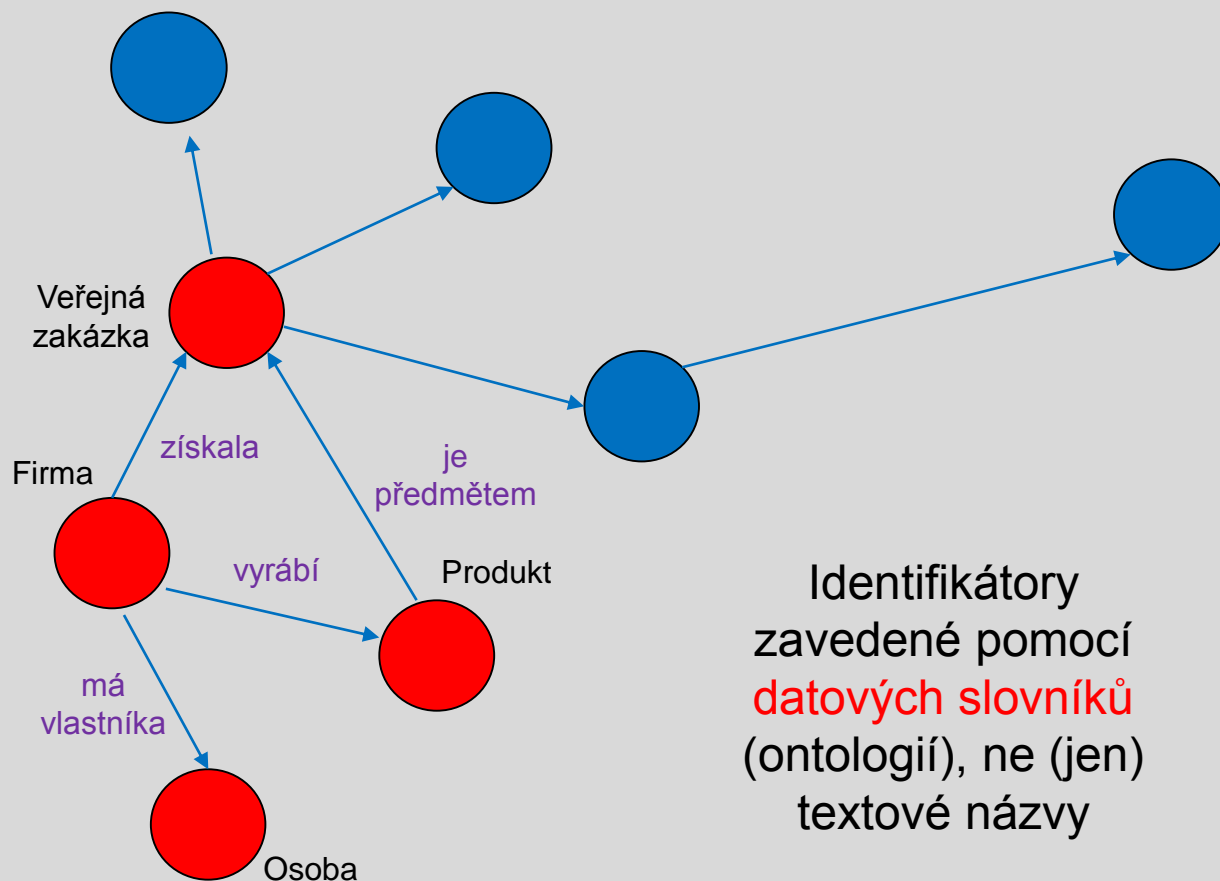 Veřejná
zakázka
získala
je
předmětem
Firma
vyrábí
Produkt
má
vlastníka
Osoba
Identifikátory
zavedené pomocí
datových slovníků
(ontologií), ne (jen)
textové názvy